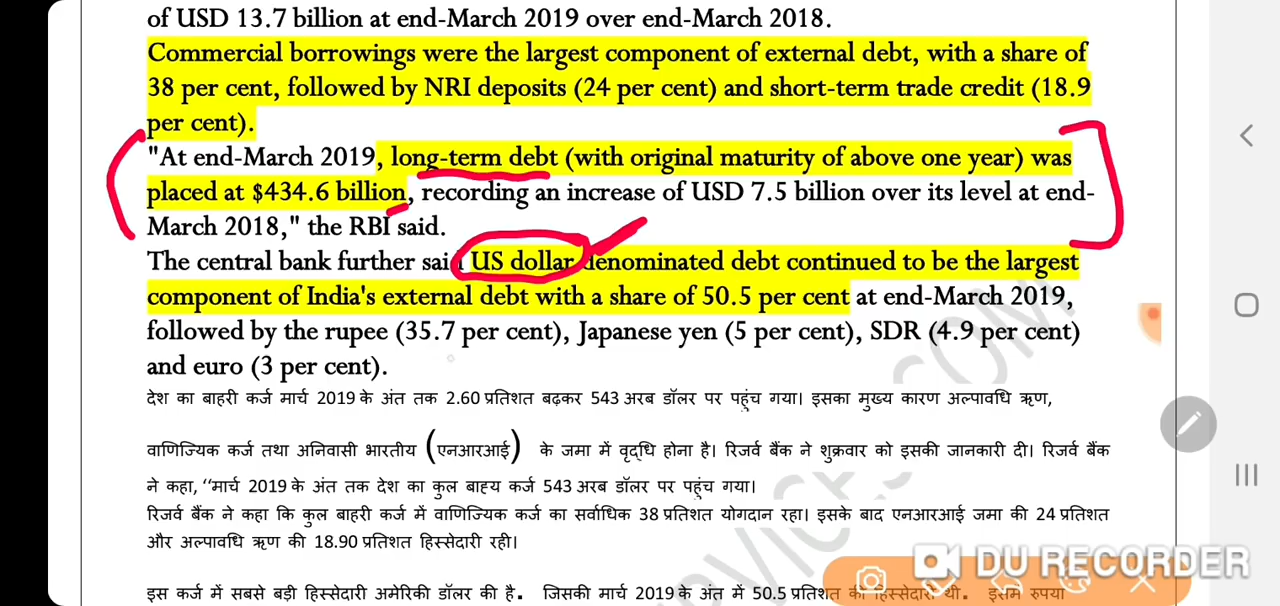 of USD 13.7 billion at end-March 2019 over end-March 2018.
Commercial borrowings were the largest component of external debt, with a share of
38 per cent, followed by NRI deposits (24 per cent) and short-term trade credit (18.9
per cent).
"At end-March 2019, long-term debt (with original maturity of above one year) was
placed at $434.6 billion, recording an increase of USD 7.5 billion over its level at end-
March 2018," the RBI said.
The central bank further said US dollar denominated debt continued to be the largest
component of India's external debt with a share of 50.5 per cent at end-March 2019,
followed by the rupee (35.7 per cent), Japanese yen (5 per cent), SDR (4.9 per cent)
and euro (3 per cent).
देश का बाहरी कर्ज मार्च 2019 के अंत तक 2.60 प्रतिशत बढ़कर 543 अरब डॉलर पर पहुंच गया। इसका मुख्य कारण अल्पावधि ऋण,
वाणिज्यिक कर्ज तथा अनिवासी भारतीय (एनआरआई) के जमा में वृद्धि होना है। रिजर्व बैंक ने शुक्रवार को इसकी जानकारी दी। रिजर्व बैंक
ने कहा, ‘‘मार्च 2019 के अंत तक देश का कुल बाह्य कर्ज 543 अरब डॉलर पर पहुंच गया।
रिजर्व बैंक ने कहा कि कुल बाहरी कर्ज में वाणिज्यिक कर्ज का सर्वाधिक 38 प्रतिशत योगदान रहा। इसके बाद एनआरआई जमा की 24 प्रतिशत
और अल्पावधि ऋण की 18.90 प्रतिशत हिस्सेदारी रही।
इस कर्ज में सबसे बड़ी हिस्सेदारी अमेरिकी डॉलर की है. जिसकी मार्च 2019 के अंत में 50.5 प्रतिशत की हिस्सेदारी थी. इसमें रुपया
DU RECORDER